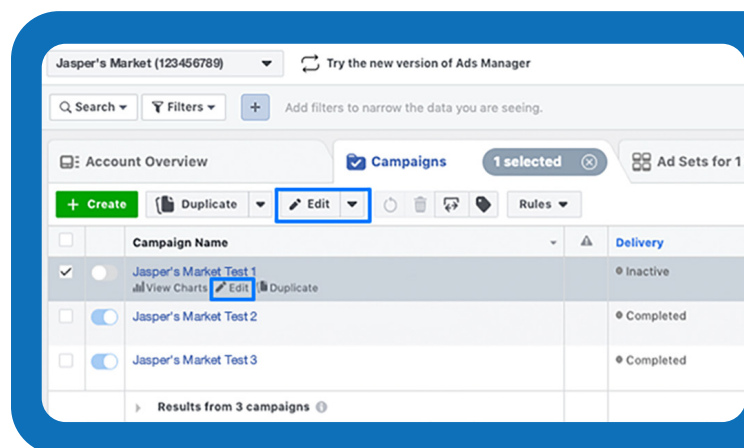 Jasper's Market (123456789) Try the new version of Ads Manager
Search Filters + Add filters to narrow the data you are seeing.
Account Overview Campaigns 1 selected Ad Sets for 1
+ Create Duplicate Edit Rules
Campaign Name Delivery
Jasper's Market Test 1 Inactive
View Charts Edit Duplicate
Jasper's Market Test 2 Completed
Jasper's Market Test 3 Completed
Results from 3 campaigns